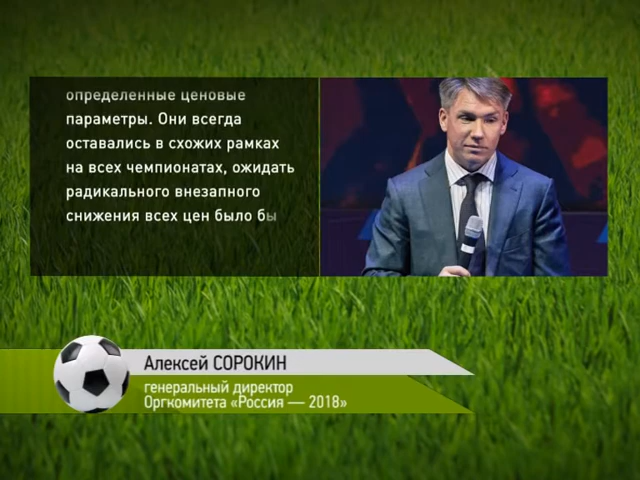 определенные ценовые
параметры. Они всегда
оставались в схожих рамках
на всех чемпионатах, ожидать
радикального внезапного
снижения всех цен было бы
Алексей СОРОКИН
генеральный директор
Оргкомитета «Россия — 2018»